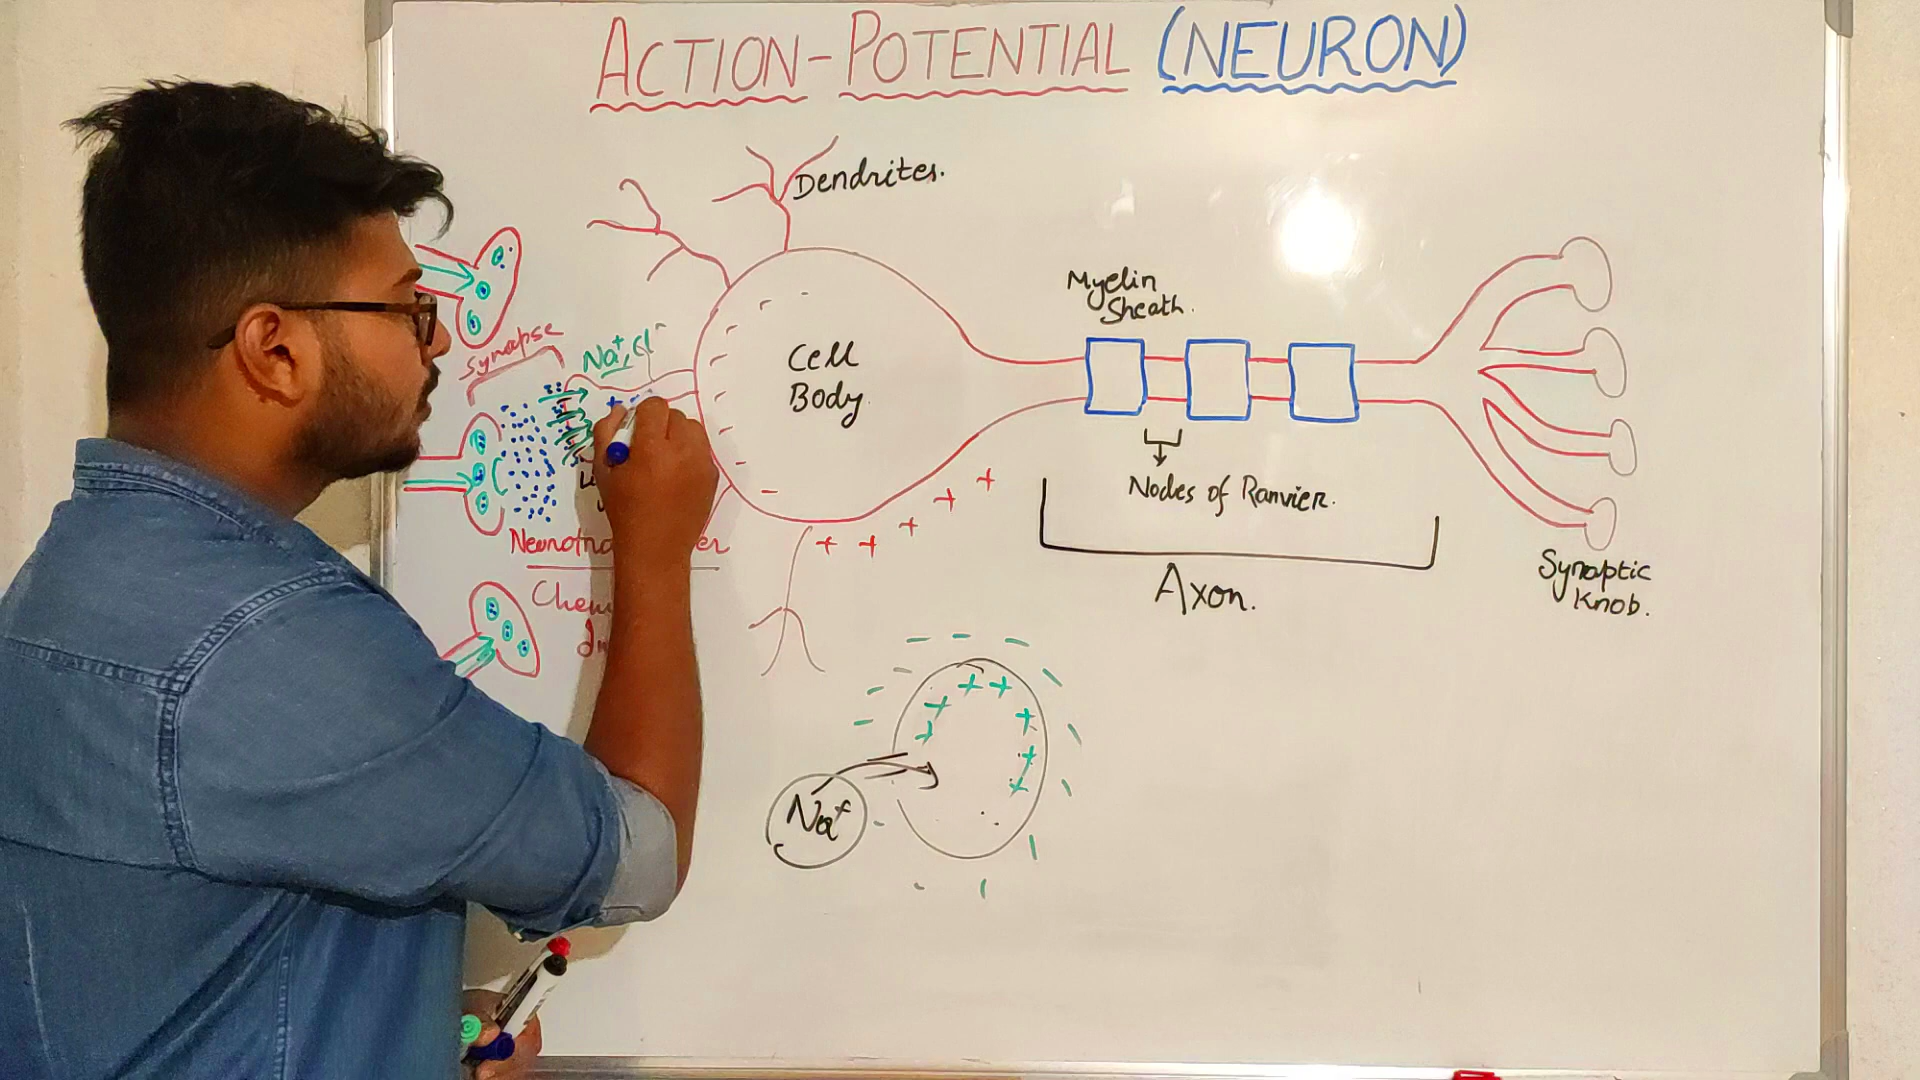 ACTION-POTENTIAL (NEURON)
Dendrites.
Myelin
Sheath.
Synapse
Na⁺, Cl⁻
Cell
Body.
Nodes of Ranvier.
Axon.
Synaptic
Knob.
Na⁺